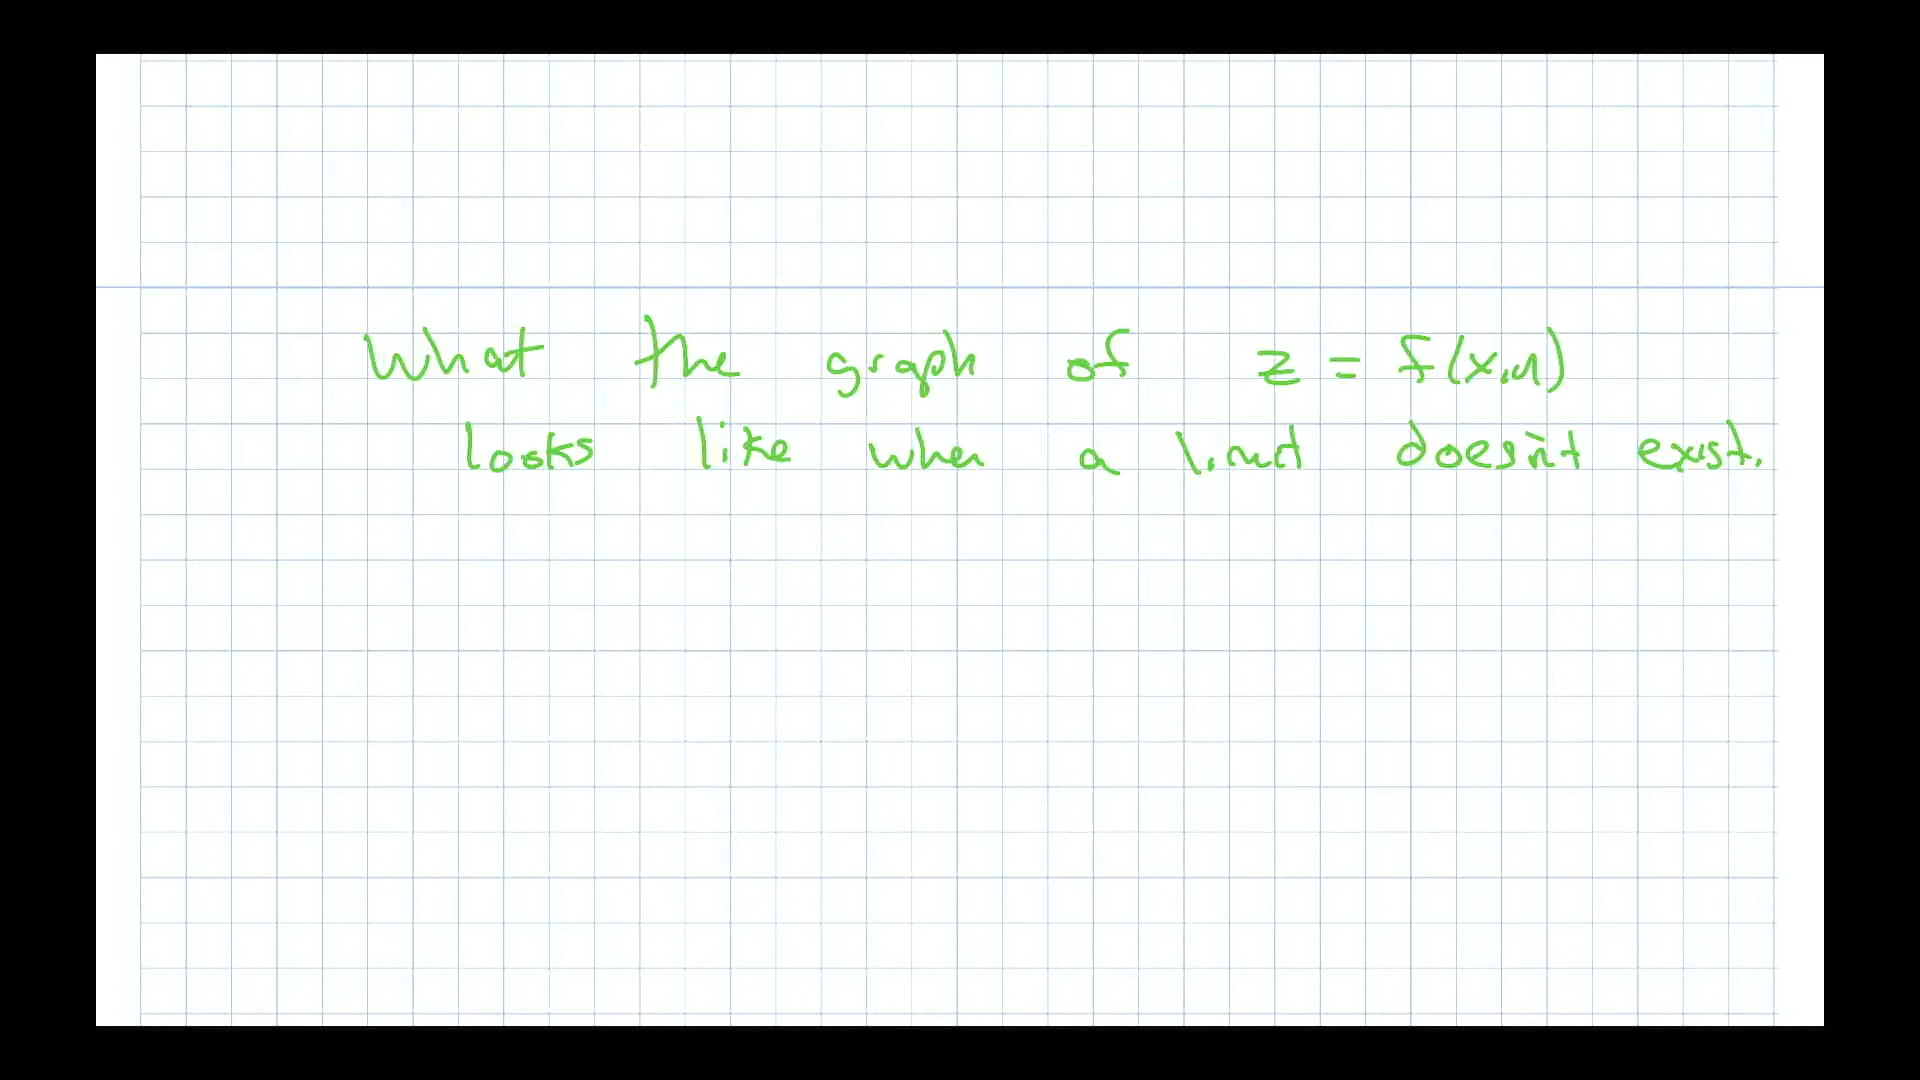 What the graph of z = f(x,y)
looks like when a limit doesn't exist.